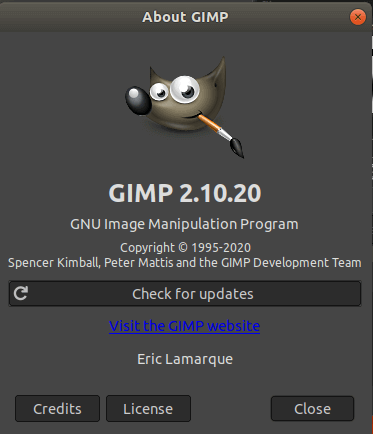 About GIMP
GIMP 2.10.20
GNU Image Manipulation Program
Copyright © 1995-2020
Spencer Kimball, Peter Mattis and the GIMP Development Team
Check for updates
Visit the GIMP website
Eric Lamarque
Credits
License
Close